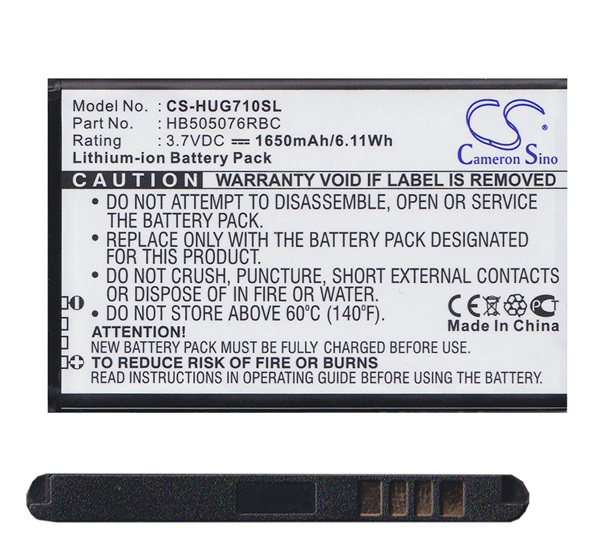 Model No.: CS-HUG710SL
Part No.: HB505076RBC
Rating : 3.7VDC ⎓ 1650mAh/6.11Wh
Lithium-ion Battery Pack
CS
Cameron Sino
CAUTION WARRANTY VOID IF LABEL IS REMOVED
• DO NOT ATTEMPT TO DISASSEMBLE, OPEN OR SERVICE
THE BATTERY PACK.
• REPLACE ONLY WITH THE BATTERY PACK DESIGNATED
FOR THIS PRODUCT.
• DO NOT CRUSH, PUNCTURE, SHORT EXTERNAL CONTACTS
OR DISPOSE OF IN FIRE OR WATER.
• DO NOT STORE ABOVE 60°C (140°F)
CE PCT
Made In China
ATTENTION!
NEW BATTERY PACK MUST BE FULLY CHARGED BEFORE USE
TO REDUCE RISK OF FIRE OR BURNS
READ BATTERY OPERATING GUIDE BEFORE USING BATTERY